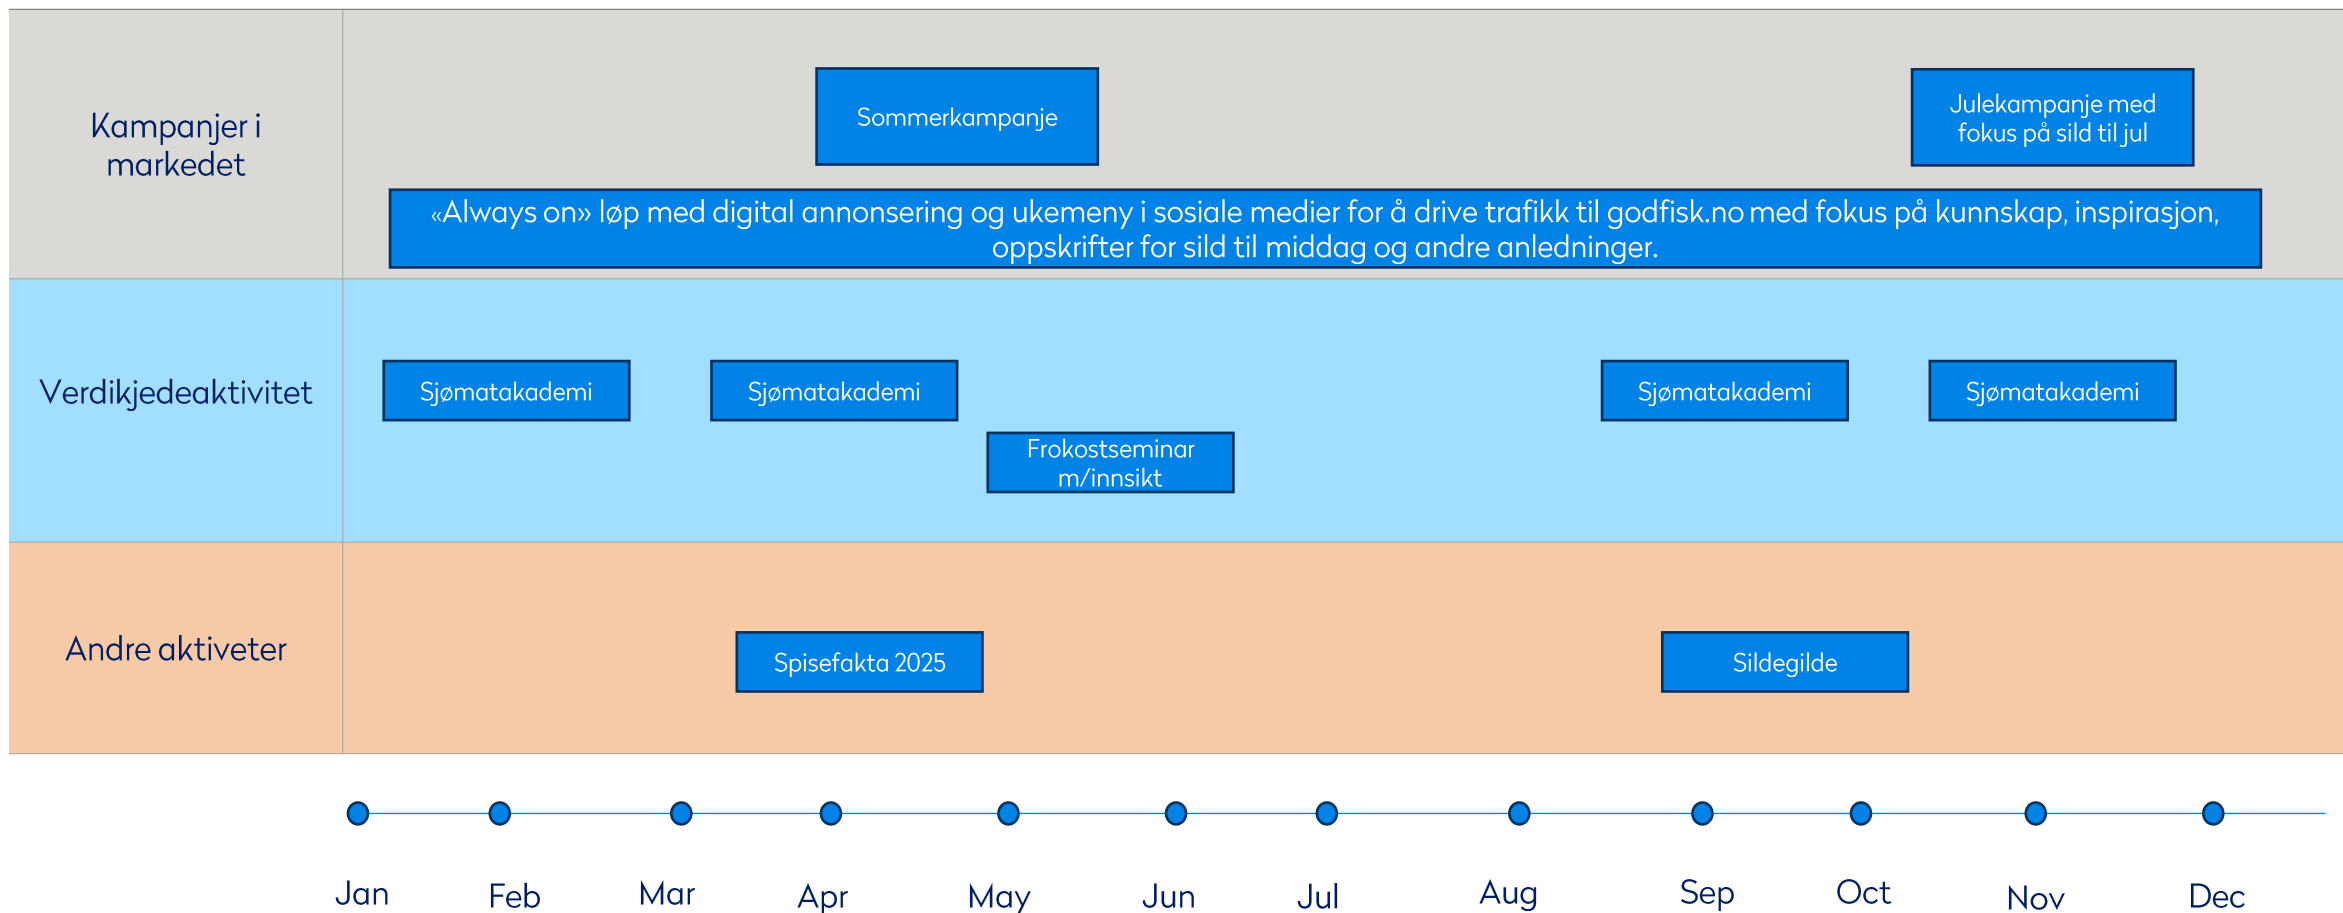 Kampanjer i
markedet
Sommerkampanje
Julekampanje med
fokus på sild til jul
«Always on» løp med digital annonsering og ukemeny i sosiale medier for å drive trafikk til godfisk.no med fokus på kunnskap, inspirasjon,
oppskrifter for sild til middag og andre anledninger.
Verdikjedeaktivitet
Sjømatakademi
Sjømatakademi
Sjømatakademi
Sjømatakademi
Frokostseminar
m/innsikt
Andre aktiveter
Spisefakta 2025
Sildegilde
Jan
Feb
Mar
Apr
May
Jun
Jul
Aug
Sep
Oct
Nov
Dec